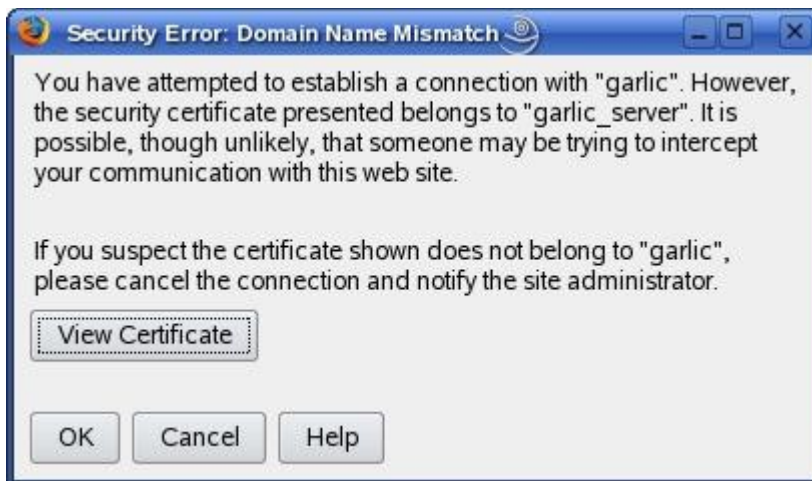 Security Error: Domain Name Mismatch
You have attempted to establish a connection with "garlic". However,
the security certificate presented belongs to "garlic_server". It is
possible, though unlikely, that someone may be trying to intercept
your communication with this web site.
If you suspect the certificate shown does not belong to "garlic",
please cancel the connection and notify the site administrator.
View Certificate
OK Cancel Help